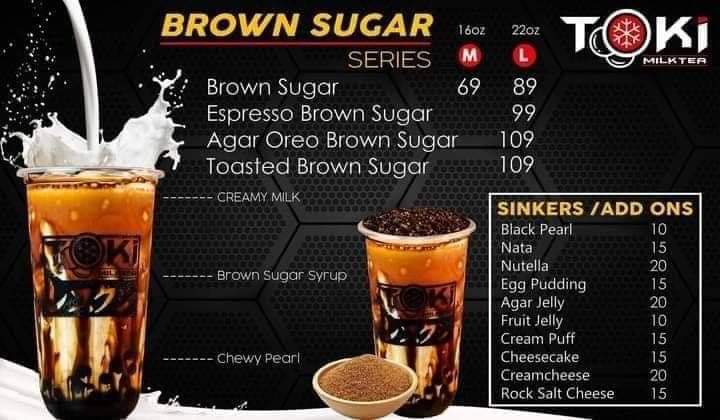 BROWN SUGAR
SERIES
16oz 22oz
M L
TOKi
MILKTEA
Brown Sugar 69 89
Espresso Brown Sugar 99
Agar Oreo Brown Sugar 109
Toasted Brown Sugar 109
CREAMY MILK
Brown Sugar Syrup
Chewy Pearl
TOKi
MILKTEA
TOKi
SINKERS /ADD ONS
Black Pearl 10
Nata 15
Nutella 20
Egg Pudding 15
Agar Jelly 20
Fruit Jelly 10
Cream Puff 15
Cheesecake 15
Creamcheese 20
Rock Salt Cheese 15